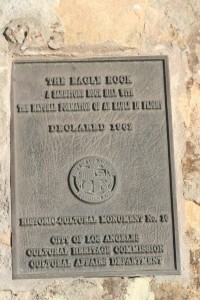 THE EAGLE ROCK
A SANDSTONE ROCK HILL WITH
THE NATURAL FORMATION OF AN EAGLE IN FLIGHT
DECLARED 1962
HISTORIC-CULTURAL MONUMENT No. 10
CITY OF LOS ANGELES
CULTURAL HERITAGE COMMISSION
CULTURAL AFFAIRS DEPARTMENT